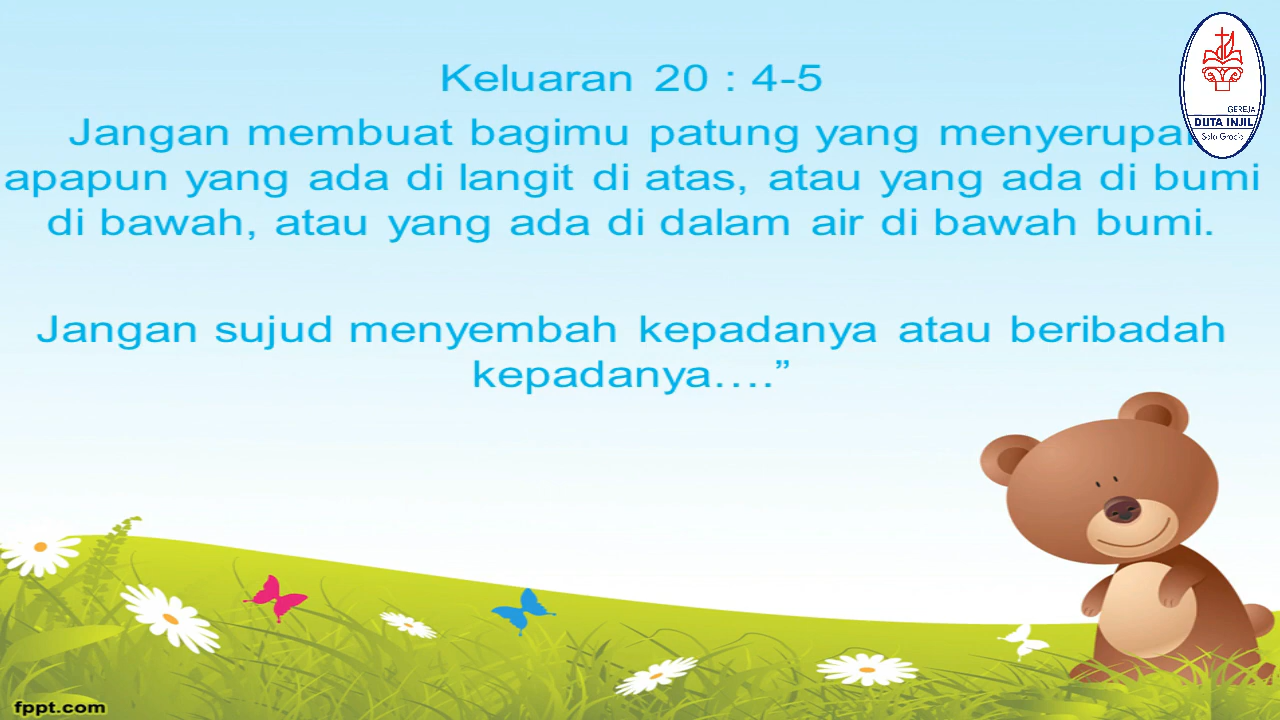 Keluaran 20 : 4-5
Jangan membuat bagimu patung yang menyerupai
apapun yang ada di langit di atas, atau yang ada di bumi
di bawah, atau yang ada di dalam air di bawah bumi.
Jangan sujud menyembah kepadanya atau beribadah
kepadanya….”
GEREJA
DUTA INJIL
Sola Gracia
fppt.com